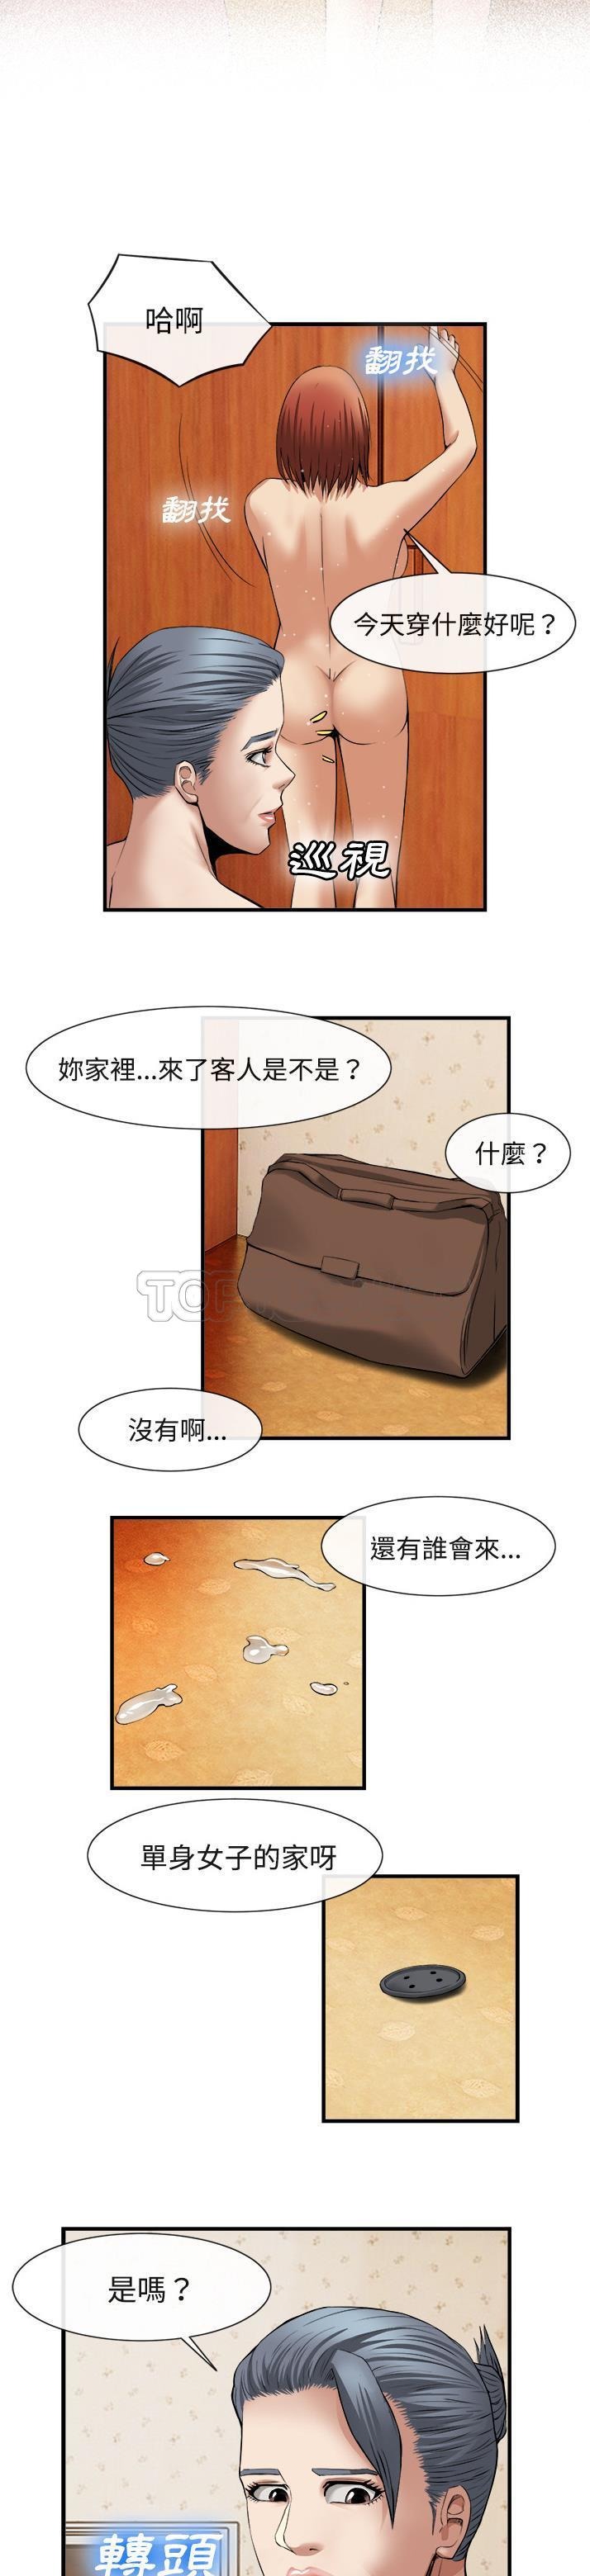 哈啊
翻找
翻找
今天穿什麼好呢？
巡視
妳家裡...來了客人是不是？
什麼？
TOP
沒有啊...
還有誰會來...
單身女子的家呀
是嗎？
轉頭